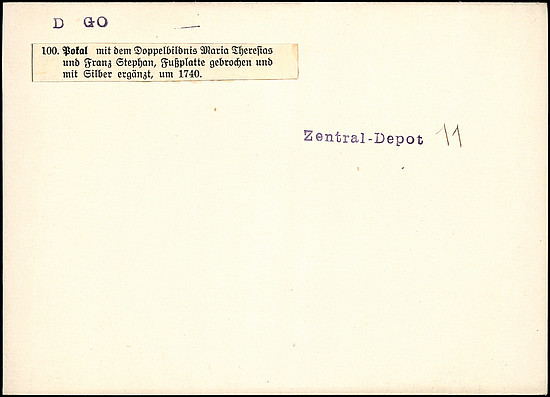 D GO
100. Pokal mit dem Doppelbildnis Maria Theresias
und Franz Stephan, Fußplatte gebrochen und
mit Silber ergänzt, um 1740.
Zentral-Depot 11